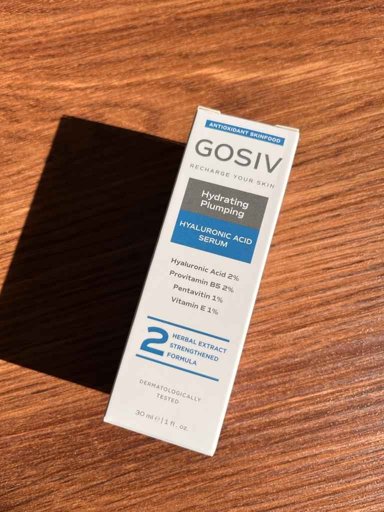 ANTIOXIDANT SKINFOOD
GOSIV
RECHARGE YOUR SKIN
Hydrating
Plumping
HYALURONIC ACID
SERUM
Hyaluronic Acid 2%
Provitamin B5 2%
Pentavitin 1%
Vitamin E 1%
2
HERBAL EXTRACT
STRENGTHENED
FORMULA
DERMATOLOGICALLY
TESTED
30 ml ℮ | 1 fl. oz.